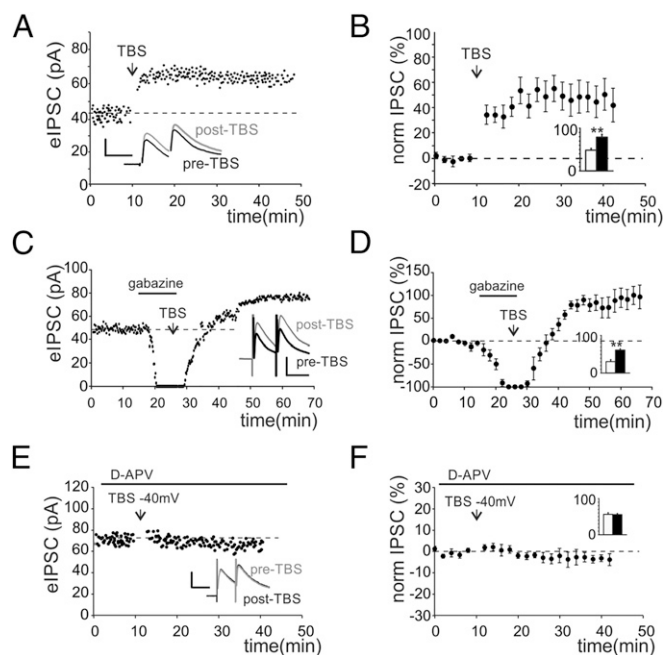 A
eIPSC (pA)
80
60
40
20
0
TBS
post-TBS
pre-TBS
0 10 20 30 40 50
time(min)
B
norm IPSC (%)
100
80
60
40
20
0
-20
TBS
100
**
0
0 10 20 30 40 50
time(min)
C
eIPSC (pA)
100
80
60
40
20
0
gabazine
TBS
post-TBS
pre-TBS
0 10 20 30 40 50 60 70
time(min)
D
norm IPSC (%)
150
100
50
0
-50
-100
gabazine
TBS
100
**
0
0 10 20 30 40 50 60 70
time (min)
E
eIPSC (pA)
120
100
80
60
40
20
0
D-APV
TBS -40mV
pre-TBS
post-TBS
0 10 20 30 40 50
time (min)
F
norm IPSC (%)
30
20
10
0
-10
-20
-30
D-APV
TBS -40mV
100
0
0 10 20 30 40 50
time (min)